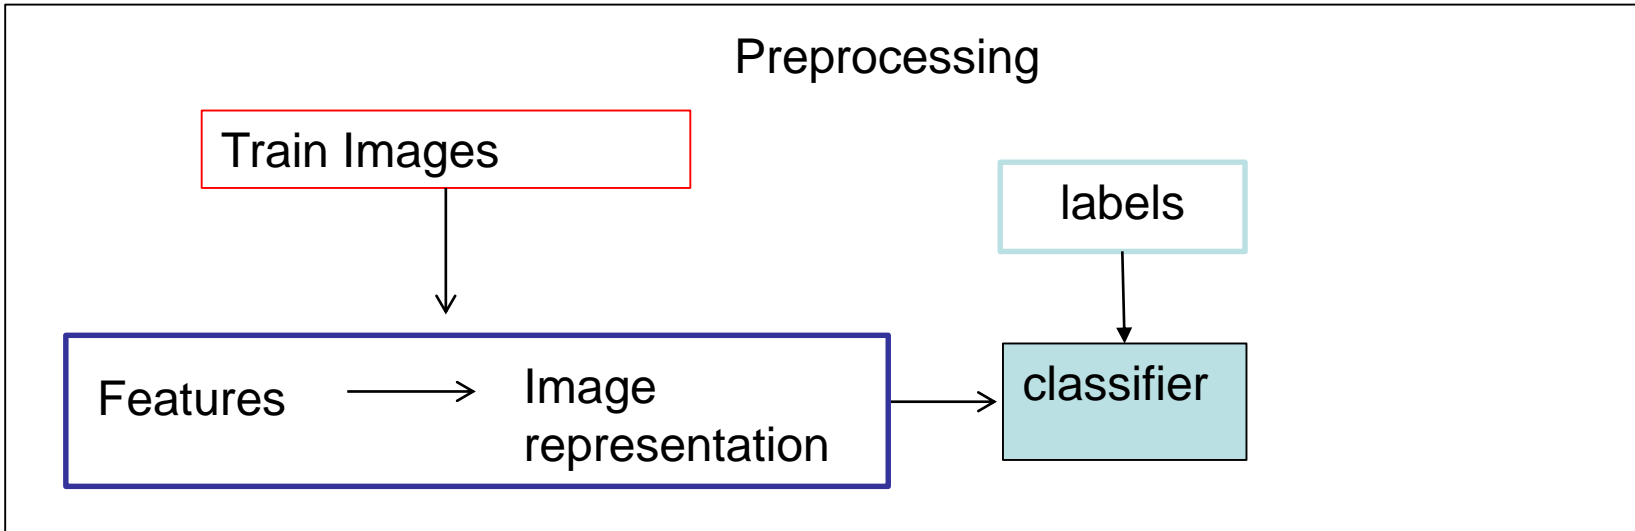 Preprocessing
Train Images
labels
Features
Image
representation
classifier